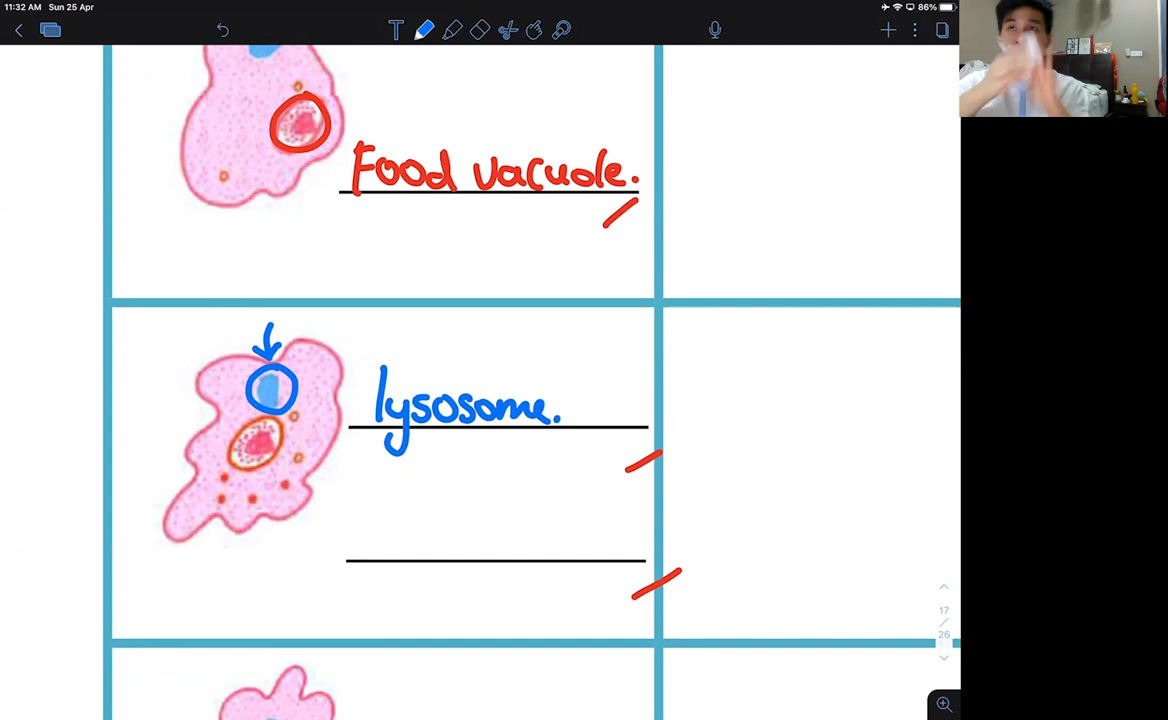 11:32 AM Sun 25 Apr
86%
T
Food vacuole.
lysosome.
17
/
26